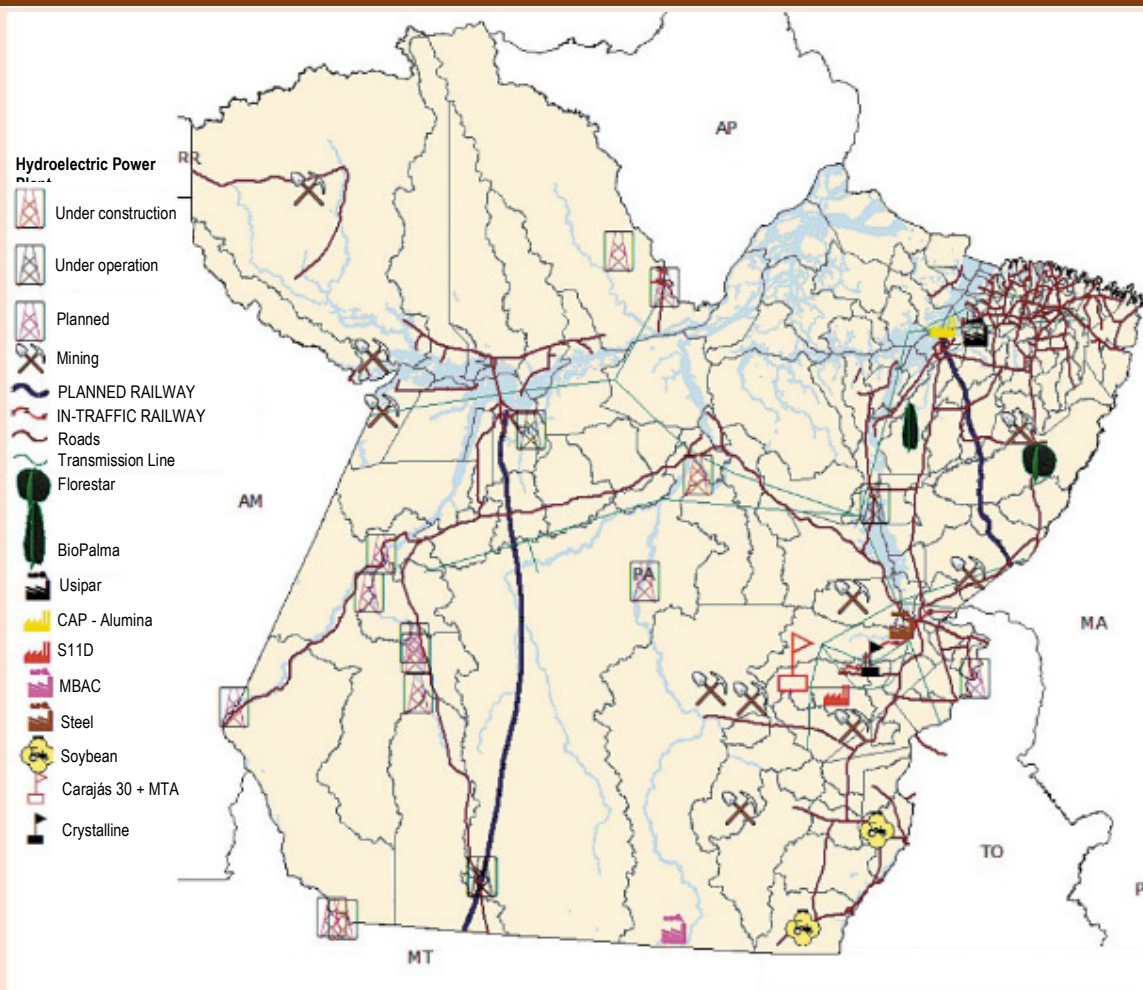 Hydroelectric Power
Under construction
Under operation
Planned
Mining
PLANNED RAILWAY
IN-TRAFFIC RAILWAY
Roads
Transmission Line
Florestar
BioPalma
Usipar
CAP - Alumina
S11D
MBAC
Steel
Soybean
Carajás 30 + MTA
Crystalline
RR
AP
AM
PA
MA
TO
MT
P